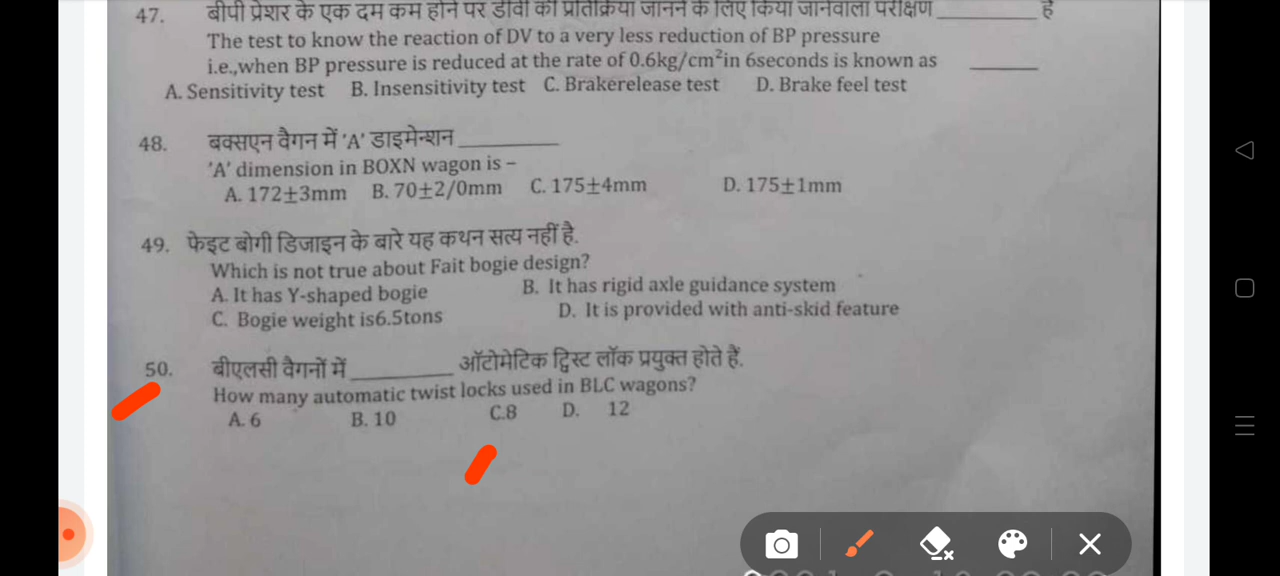 47. बीपी प्रेशर के एक दम कम होने पर डीवी की प्रतिक्रिया जानने के लिए किया जानेवाला परीक्षण __________ है
The test to know the reaction of DV to a very less reduction of BP pressure
i.e.,when BP pressure is reduced at the rate of 0.6kg/cm²in 6seconds is known as _______
A. Sensitivity test B. Insensitivity test C. Brakerelease test D. Brake feel test
48. बक्सएन वैगन में 'A' डाइमेन्शन __________
'A' dimension in BOXN wagon is –
A. 172±3mm B. 70±2/0mm C. 175±4mm D. 175±1mm
49. फेइट बोगी डिजाइन के बारे यह कथन सत्य नहीं है.
Which is not true about Fait bogie design?
A. It has Y-shaped bogie B. It has rigid axle guidance system
C. Bogie weight is6.5tons D. It is provided with anti-skid feature
50. बीएलसी वैगनों में __________ ऑटोमेटिक ट्विस्ट लॉक प्रयुक्त होते हैं.
How many automatic twist locks used in BLC wagons?
A. 6 B. 10 C.8 D. 12